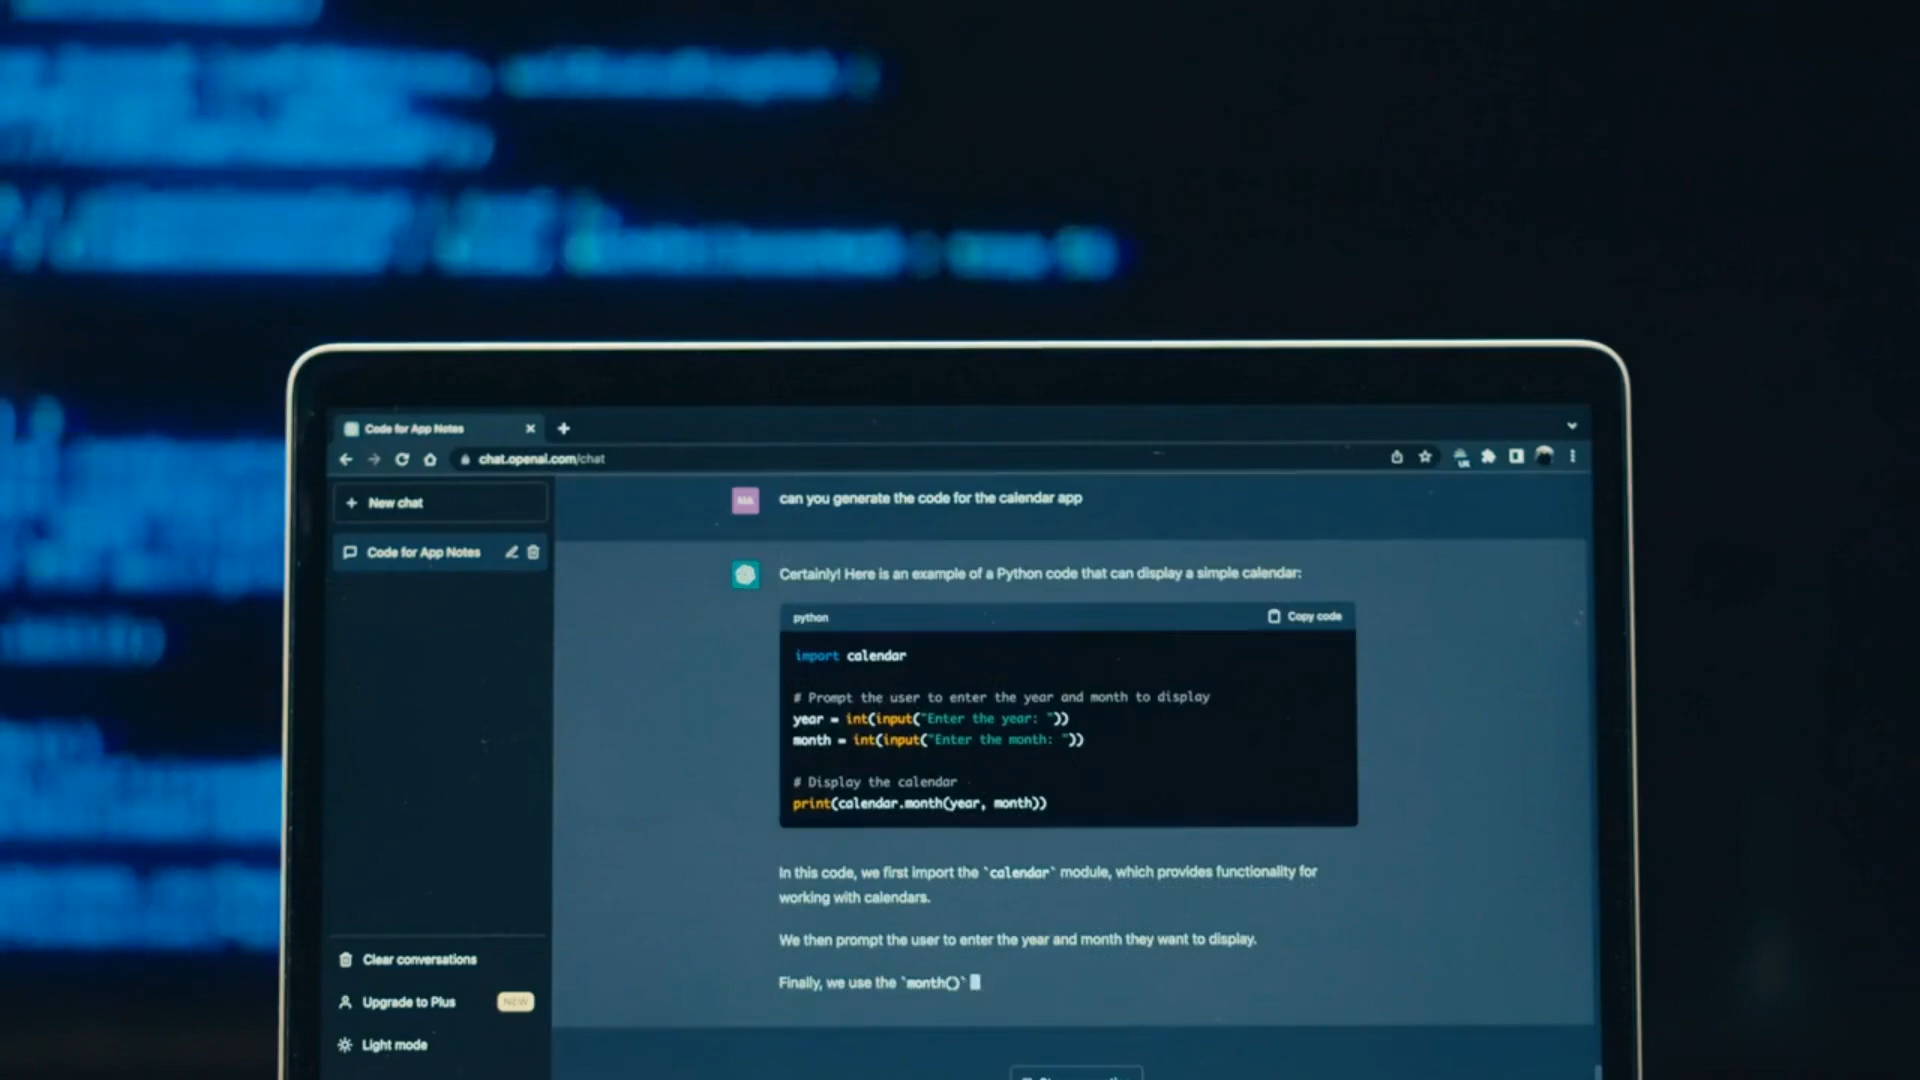 Code for App Notes
chat.openai.com/chat
UK
New chat
Code for App Notes
MA
can you generate the code for the calendar app
Certainly! Here is an example of a Python code that can display a simple calendar:
python
Copy code
import calendar
# Prompt the user to enter the year and month to display
year = int(input("Enter the year: "))
month = int(input("Enter the month: "))
# Display the calendar
print(calendar.month(year, month))
In this code, we first import the `calendar` module, which provides functionality for
working with calendars.
We then prompt the user to enter the year and month they want to display.
Finally, we use the `month()`
Clear conversations
Upgrade to Plus
NEW
Light mode